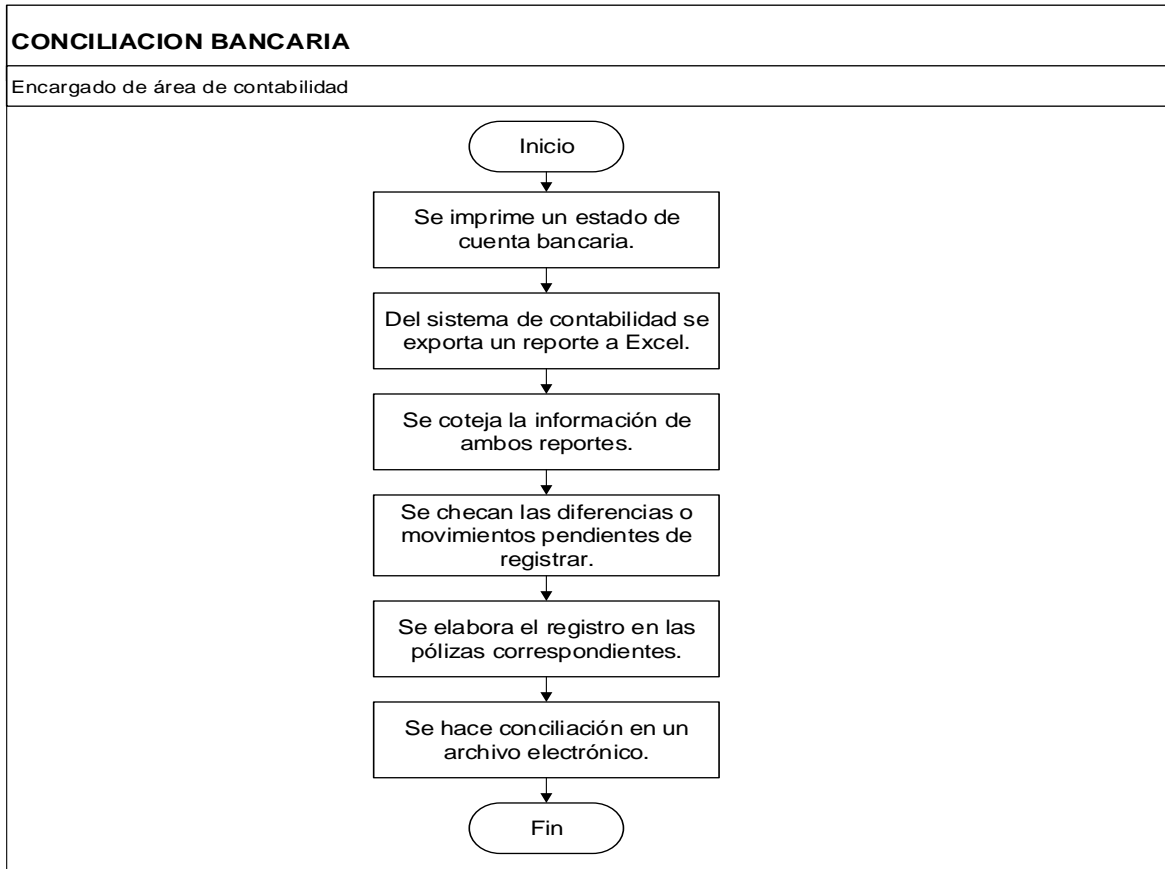 CONCILIACION BANCARIA
Encargado de área de contabilidad
Inicio
Se imprime un estado de
cuenta bancaria.
Del sistema de contabilidad se
exporta un reporte a Excel.
Se coteja la información de
ambos reportes.
Se checan las diferencias o
movimientos pendientes de
registrar.
Se elabora el registro en las
pólizas correspondientes.
Se hace conciliación en un
archivo electrónico.
Fin